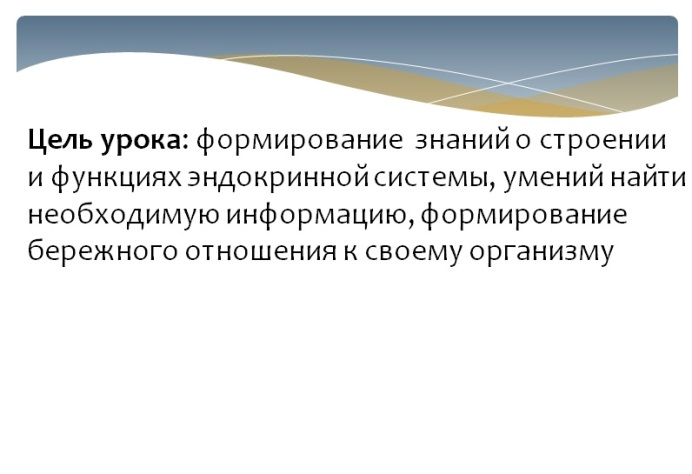 Цель урока: формирование знаний о строении
и функциях эндокринной системы, умений найти
необходимую информацию, формирование
бережного отношения к своему организму